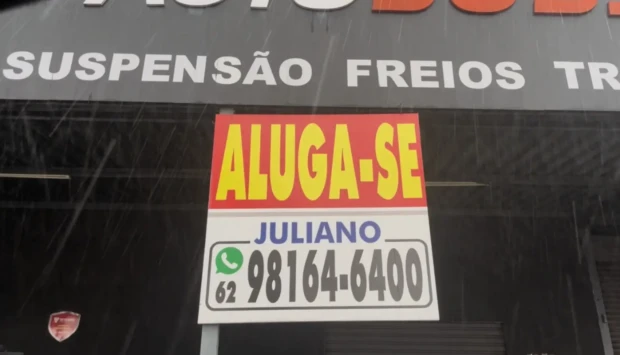 SUSPENSÃO FREIOS
ALUGA-SE
JULIANO
62 98164-6400